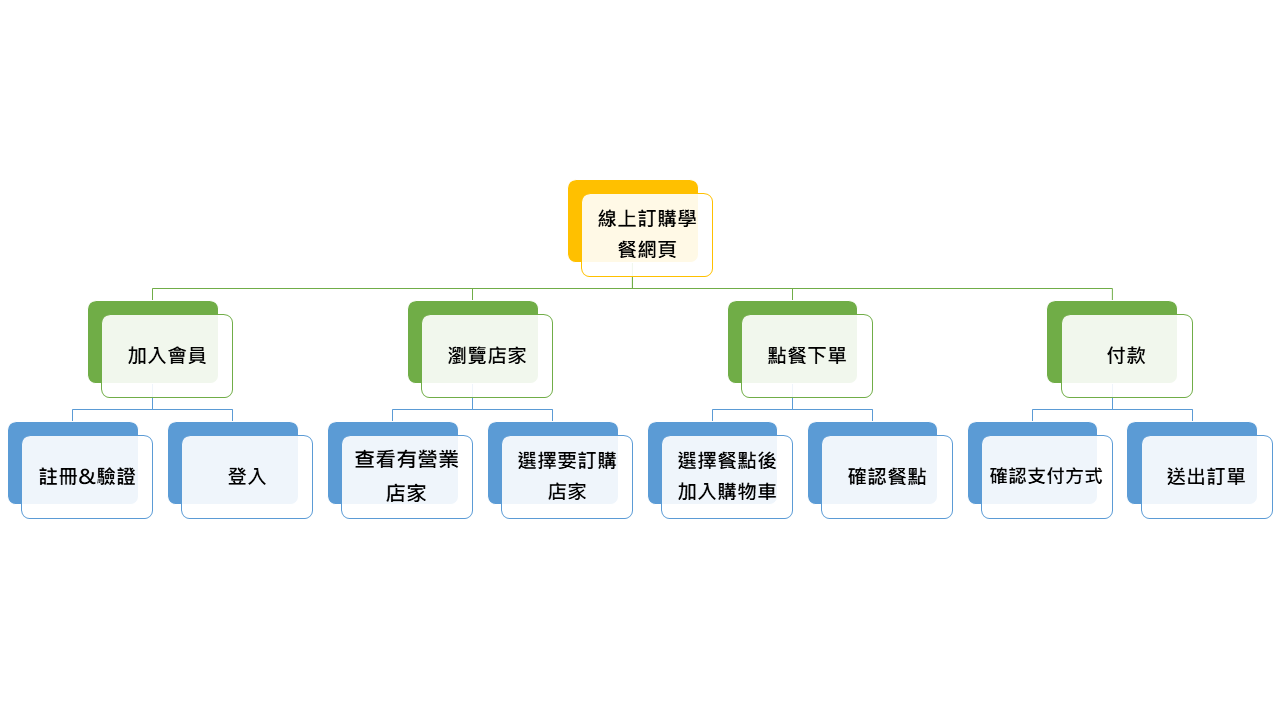 線上訂購學
餐網頁
加入會員
瀏覽店家
點餐下單
付款
註冊&驗證
登入
查看有營業
店家
選擇要訂購
店家
選擇餐點後
加入購物車
確認餐點
確認支付方式
送出訂單